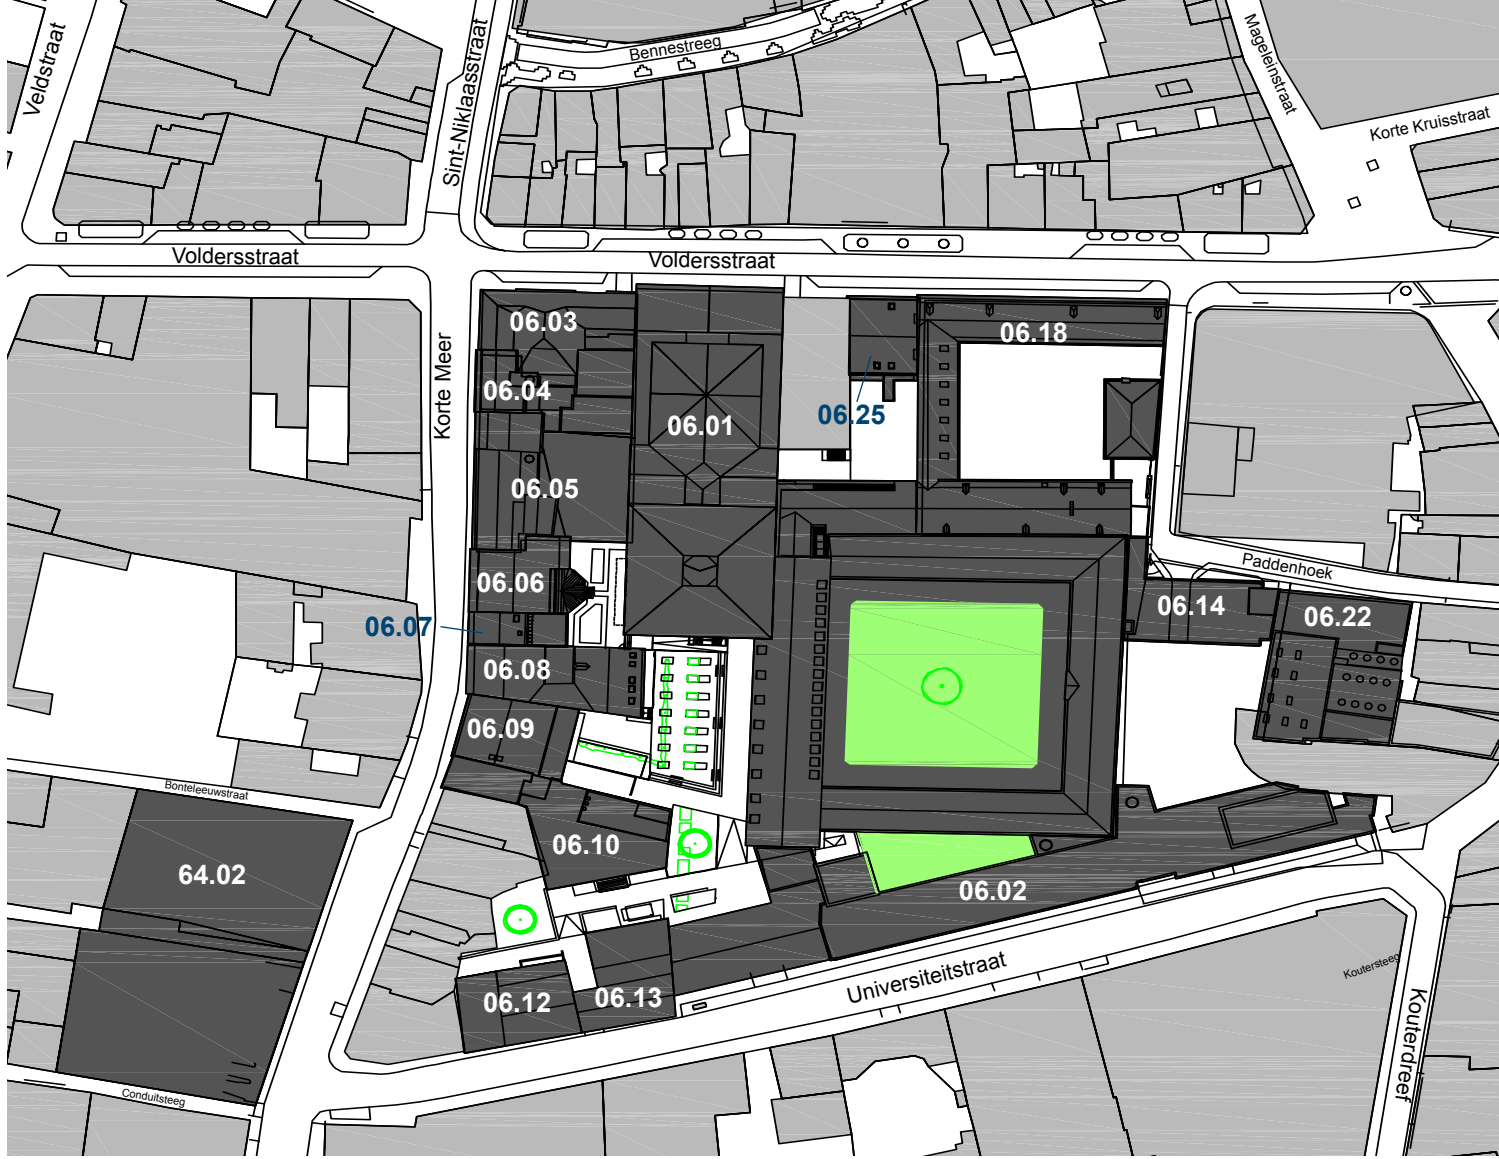 Veldstraat
Sint-Niklaasstraat
Bennestreeg
Mageleinstraat
Korte Kruisstraat
Voldersstraat
Voldersstraat
Korte Meer
06.03
06.18
06.04
06.25
06.01
06.05
Paddenhoek
06.06
06.14
06.22
06.07
06.08
06.09
Bonteleeuwstraat
06.10
64.02
06.02
Universiteitstraat
Koutersteeg
06.12
06.13
Kouterdreef
Conduitsteeg